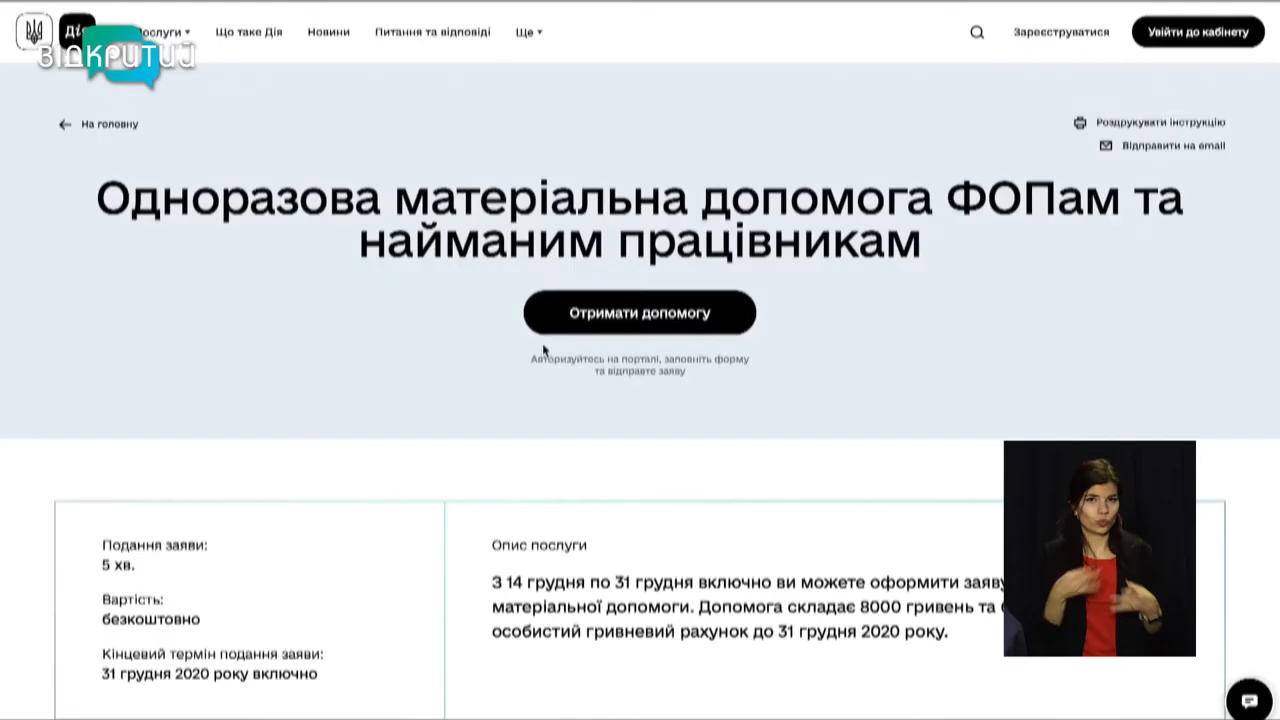 Послуги
Що таке Дія
Новини
Питання та відповіді
Ще
Зареєструватися
Увійти до кабінету
ВІДКРИТИЙ
На головну
Роздрукувати інструкцію
Відправити на email
Одноразова матеріальна допомога ФОПам та
найманим працівникам
Отримати допомогу
Авторизуйтесь на порталі, заповніть форму
та відправте заяву
Подання заяви:
5 хв.
Вартість:
безкоштовно
Кінцевий термін подання заяви:
31 грудня 2020 року включно
Опис послуги
З 14 грудня по 31 грудня включно ви можете оформити заяву
матеріальної допомоги. Допомога складає 8000 гривень та
особистий гривневий рахунок до 31 грудня 2020 року.